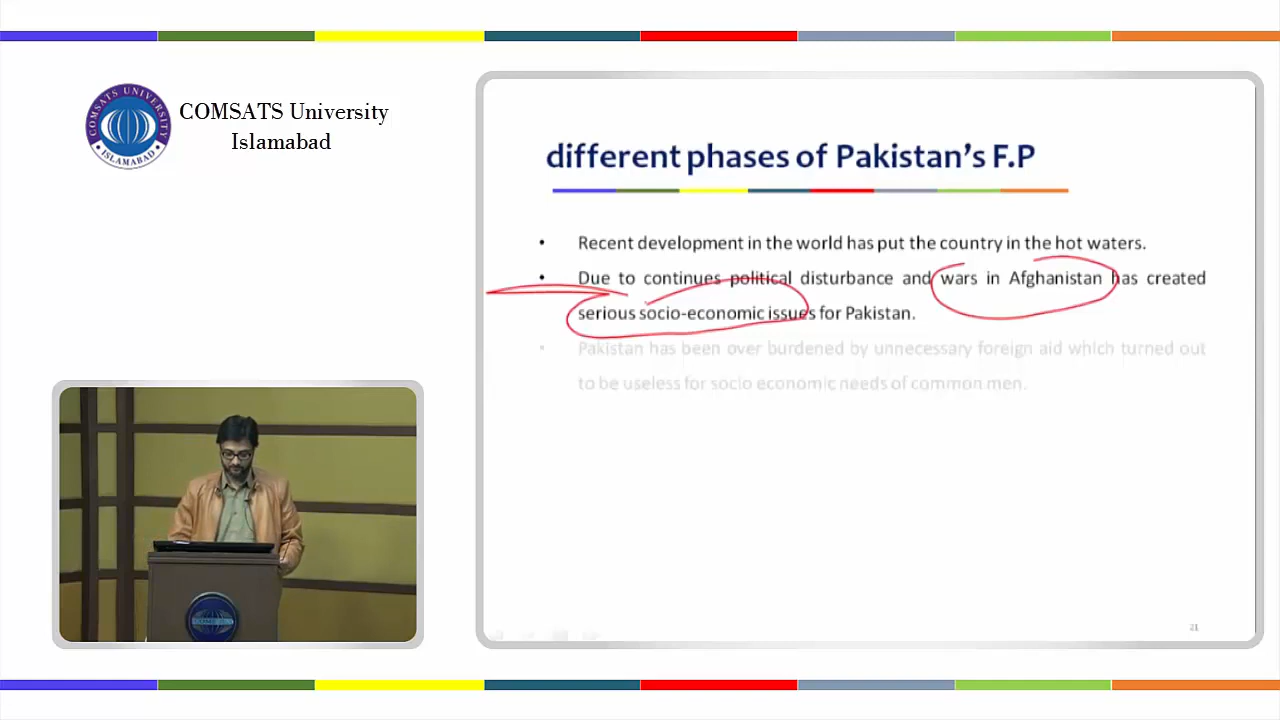 COMSATS UNIVERSITY
ISLAMABAD
COMSATS University
Islamabad
different phases of Pakistan's F.P
• Recent development in the world has put the country in the hot waters.
• Due to continues political disturbance and wars in Afghanistan has created
serious socio-economic issues for Pakistan.
• Pakistan has been over burdened by unnecessary foreign aid which turned out
to be useless for socio economic needs of common men.
21